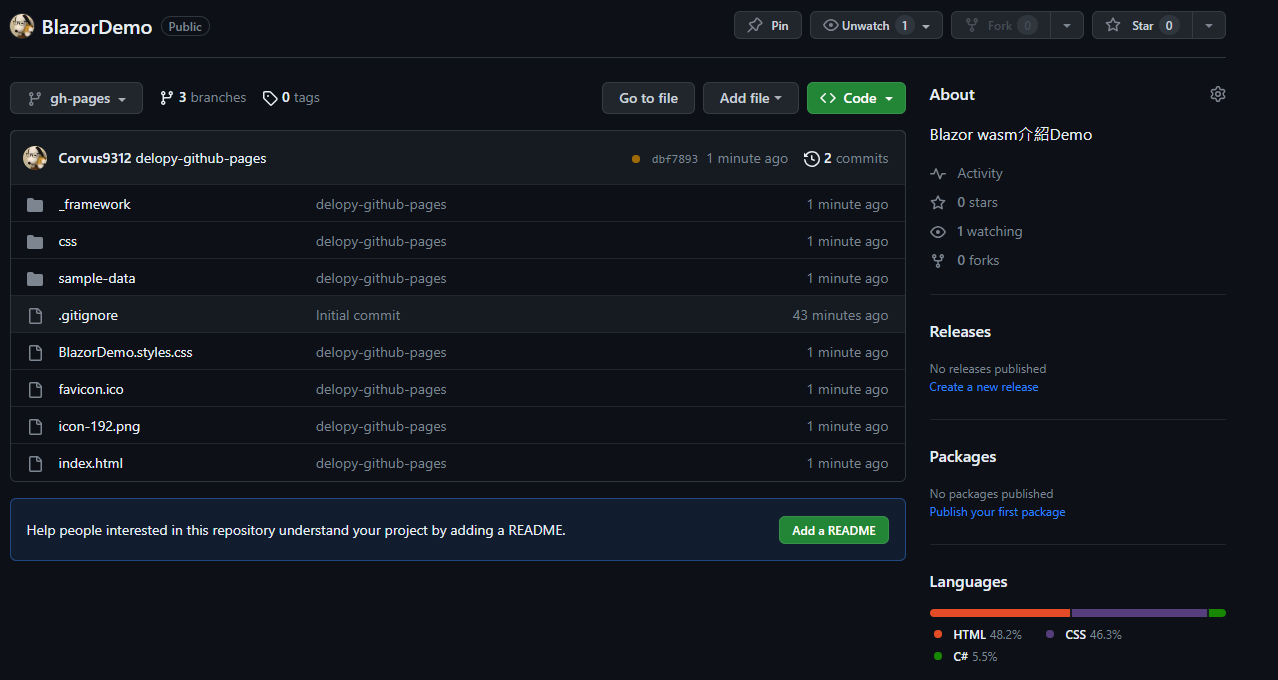 BlazorDemo Public Pin Unwatch 1 Fork 0 Star 0
gh-pages 3 branches 0 tags Go to file Add file <> Code
Corvus9312 delopy-github-pages dbf7893 1 minute ago 2 commits
_framework delopy-github-pages 1 minute ago
css delopy-github-pages 1 minute ago
sample-data delopy-github-pages 1 minute ago
.gitignore Initial commit 43 minutes ago
BlazorDemo.styles.css delopy-github-pages 1 minute ago
favicon.ico delopy-github-pages 1 minute ago
icon-192.png delopy-github-pages 1 minute ago
index.html delopy-github-pages 1 minute ago
Help people interested in this repository understand your project by adding a README. Add a README
About
Blazor wasm介紹Demo
Activity
0 stars
1 watching
0 forks
Releases
No releases published
Create a new release
Packages
No packages published
Publish your first package
Languages
HTML 48.2% CSS 46.3%
C# 5.5%